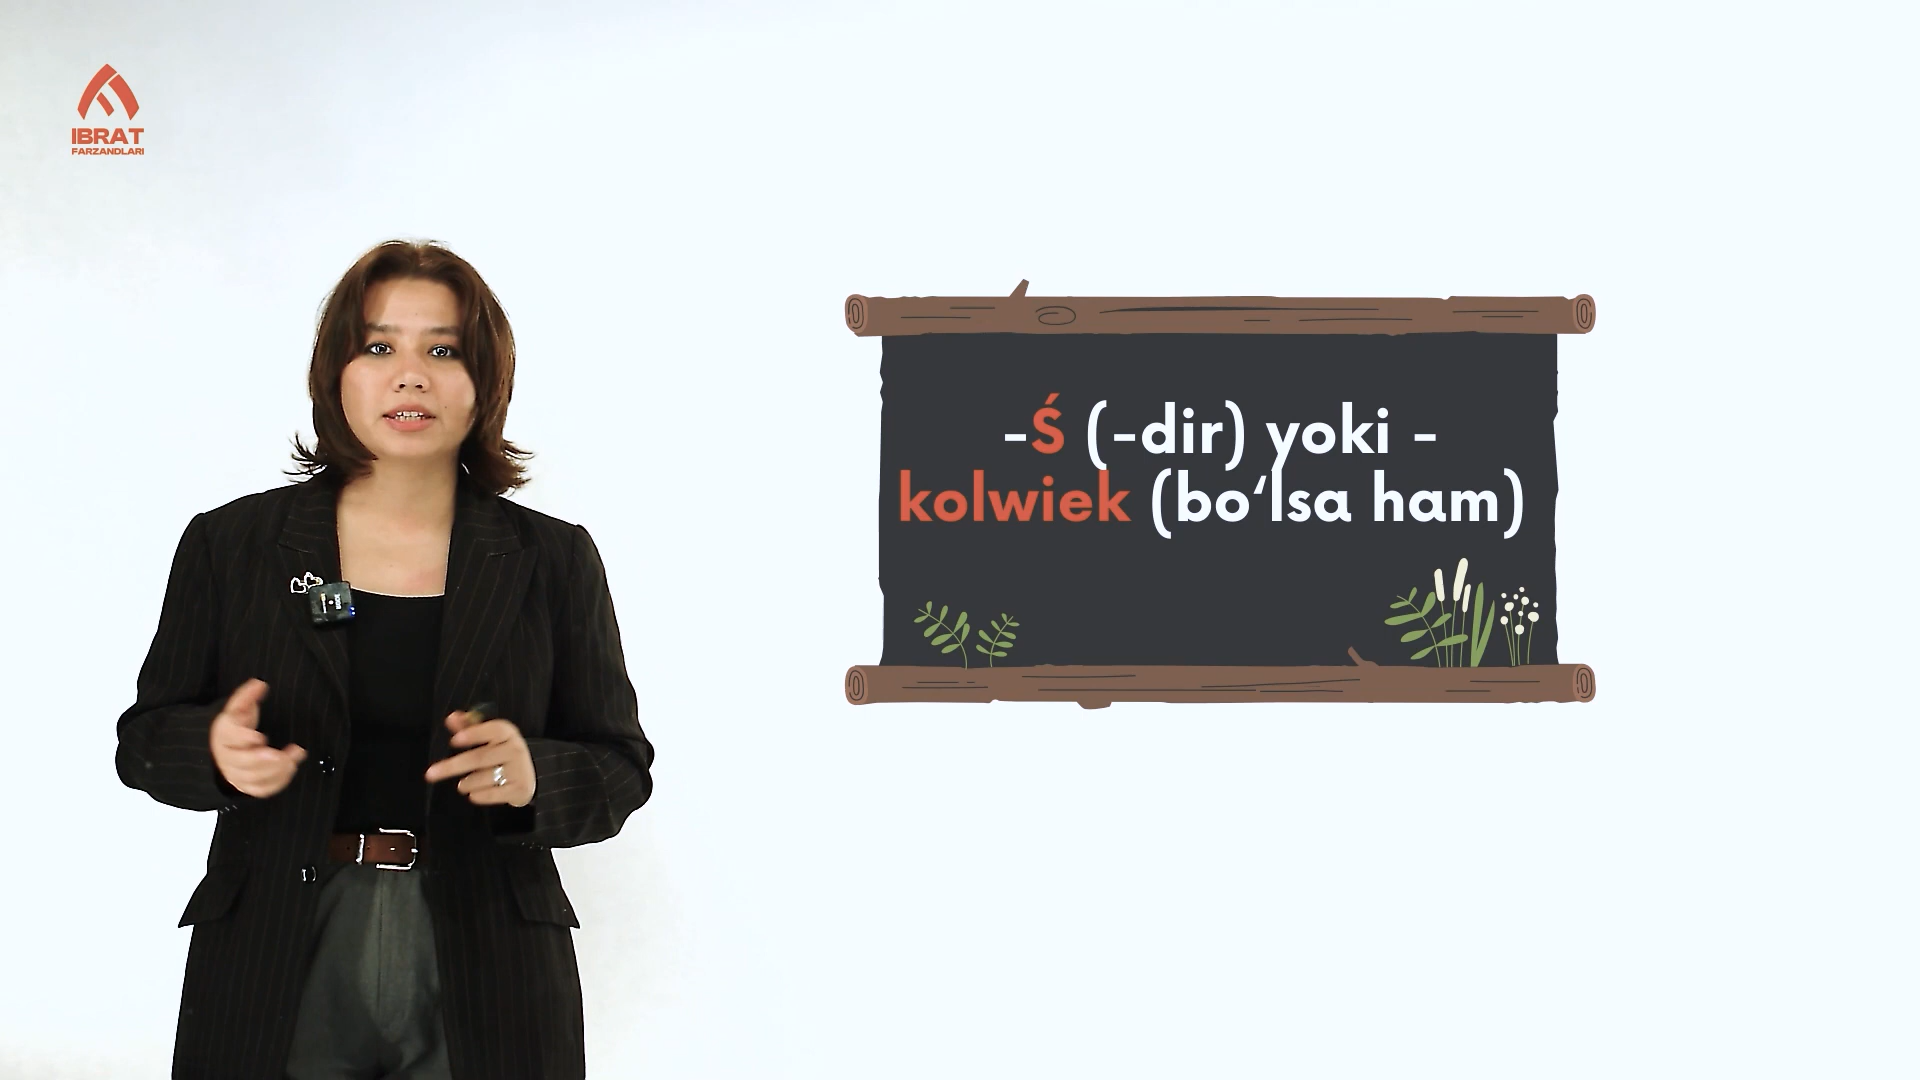 IBRAT
FARZANDLARI
-Ś (-dir) yoki -
kolwiek (bo‘lsa ham)